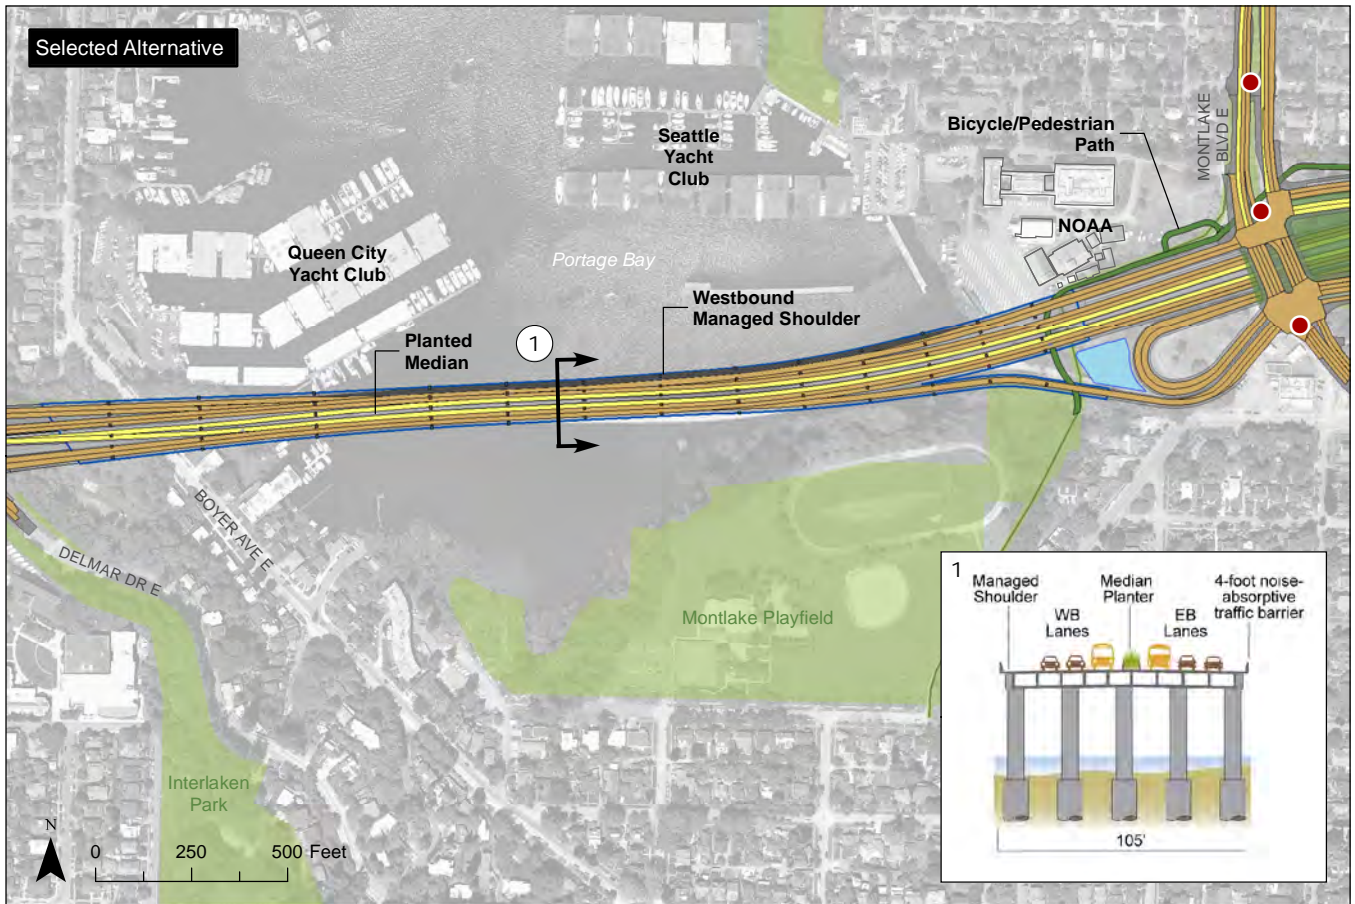 Selected Alternative
Seattle
Yacht
Club
Bicycle/Pedestrian
Path
MONTLAKE
BLVD E
NOAA
Queen City
Yacht Club
Portage Bay
Westbound
Managed Shoulder
Planted
Median
1
BOYER AVE E
DELMAR DR E
Montlake Playfield
Interlaken
Park
N
0 250 500 Feet
1
Managed
Shoulder
Median
Planter
4-foot noise-
absorptive
traffic barrier
WB
Lanes
EB
Lanes
105'